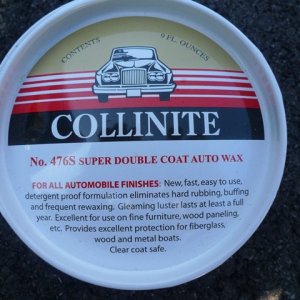 CONTENTS 9 FL. OUNCES
COLLINITE
No. 476S SUPER DOUBLE COAT AUTO WAX
FOR ALL AUTOMOBILE FINISHES: New, fast, easy to use,
detergent proof formulation eliminates hard rubbing, buffing
and frequent rewaxing. Gleaming luster lasts at least a full
year. Excellent for use on fine furniture, wood paneling,
etc. Provides excellent protection for fiberglass,
wood and metal boats.
Clear coat safe.